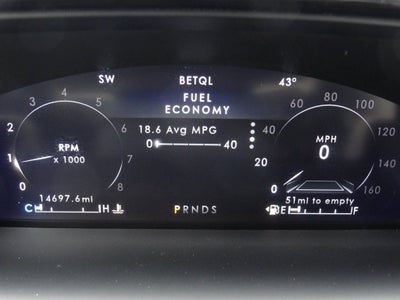 SW BETQL 43°
FUEL
ECONOMY
18.6 Avg MPG
0 40
0 1 2 3 4 5 6 7 8
RPM
x 1000
0 20 40 60 80 100 120 140 160
MPH
0
14697.6mi
C H
PRNDS
51mi to empty
E F